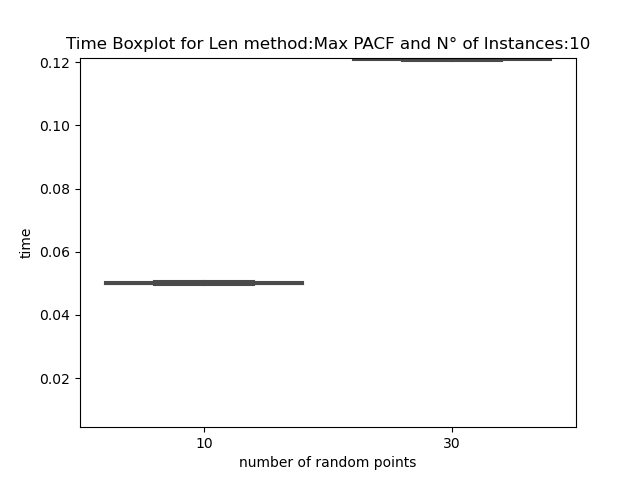 Time Boxplot for Len method:Max PACF and N° of Instances:10
0.12
0.10
0.08
0.06
0.04
0.02
time
10 30
number of random points